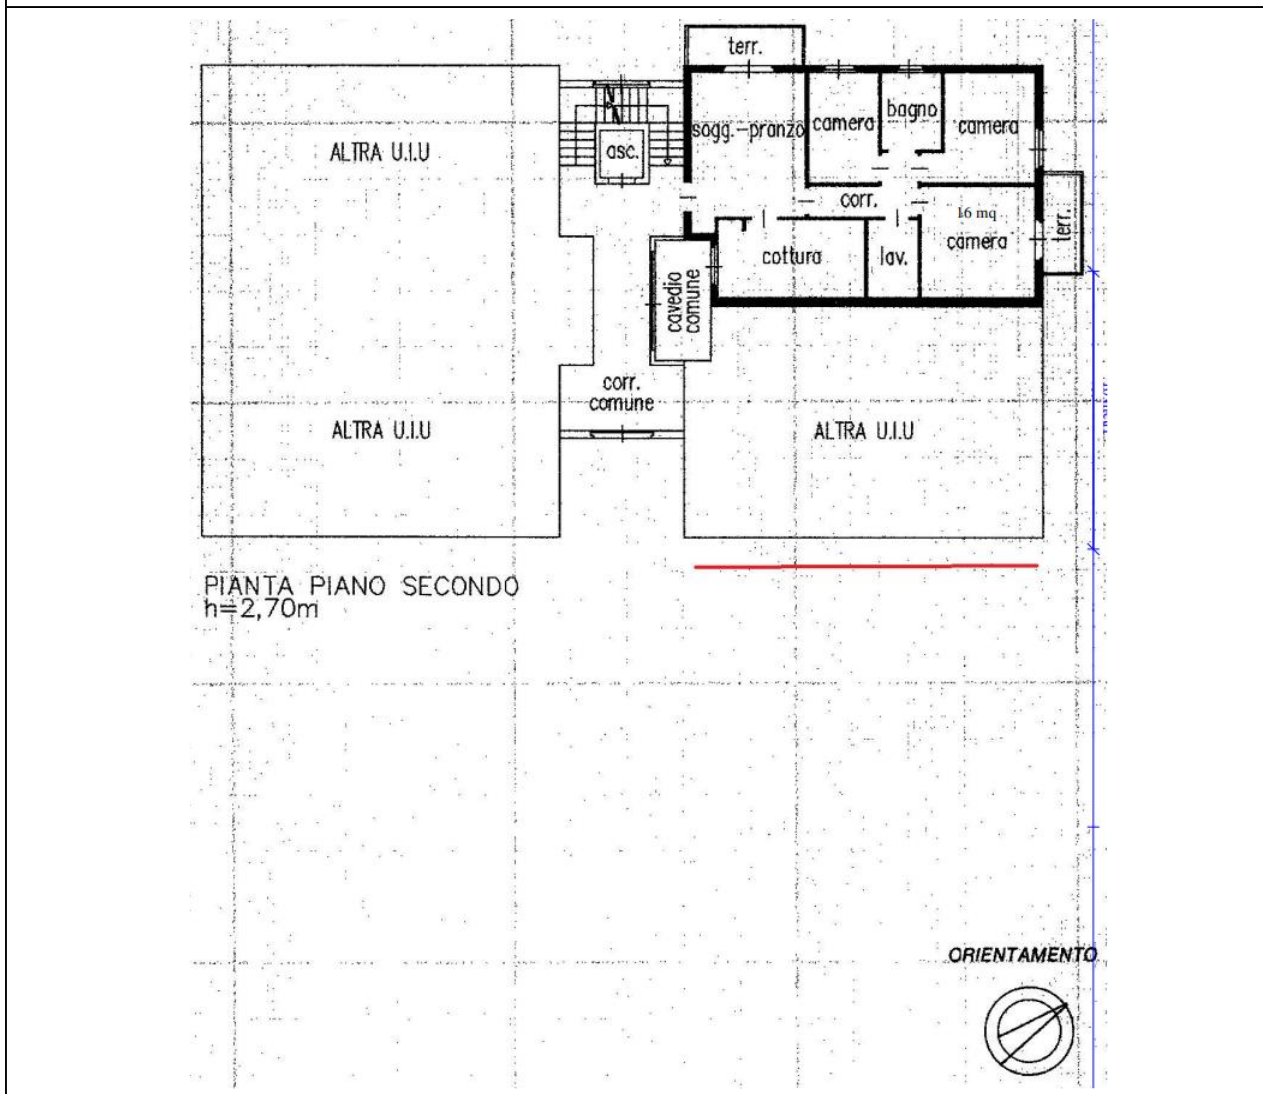 terr.
sogg.-pranzo
camera
bagno
camera
ALTRA U.I.U
asc.
corr.
16 mq
camera
terr.
cottura
lav.
cavedio
comune
corr.
comune
ALTRA U.I.U
ALTRA U.I.U
PIANTA PIANO SECONDO
h=2,70m
ORIENTAMENTO